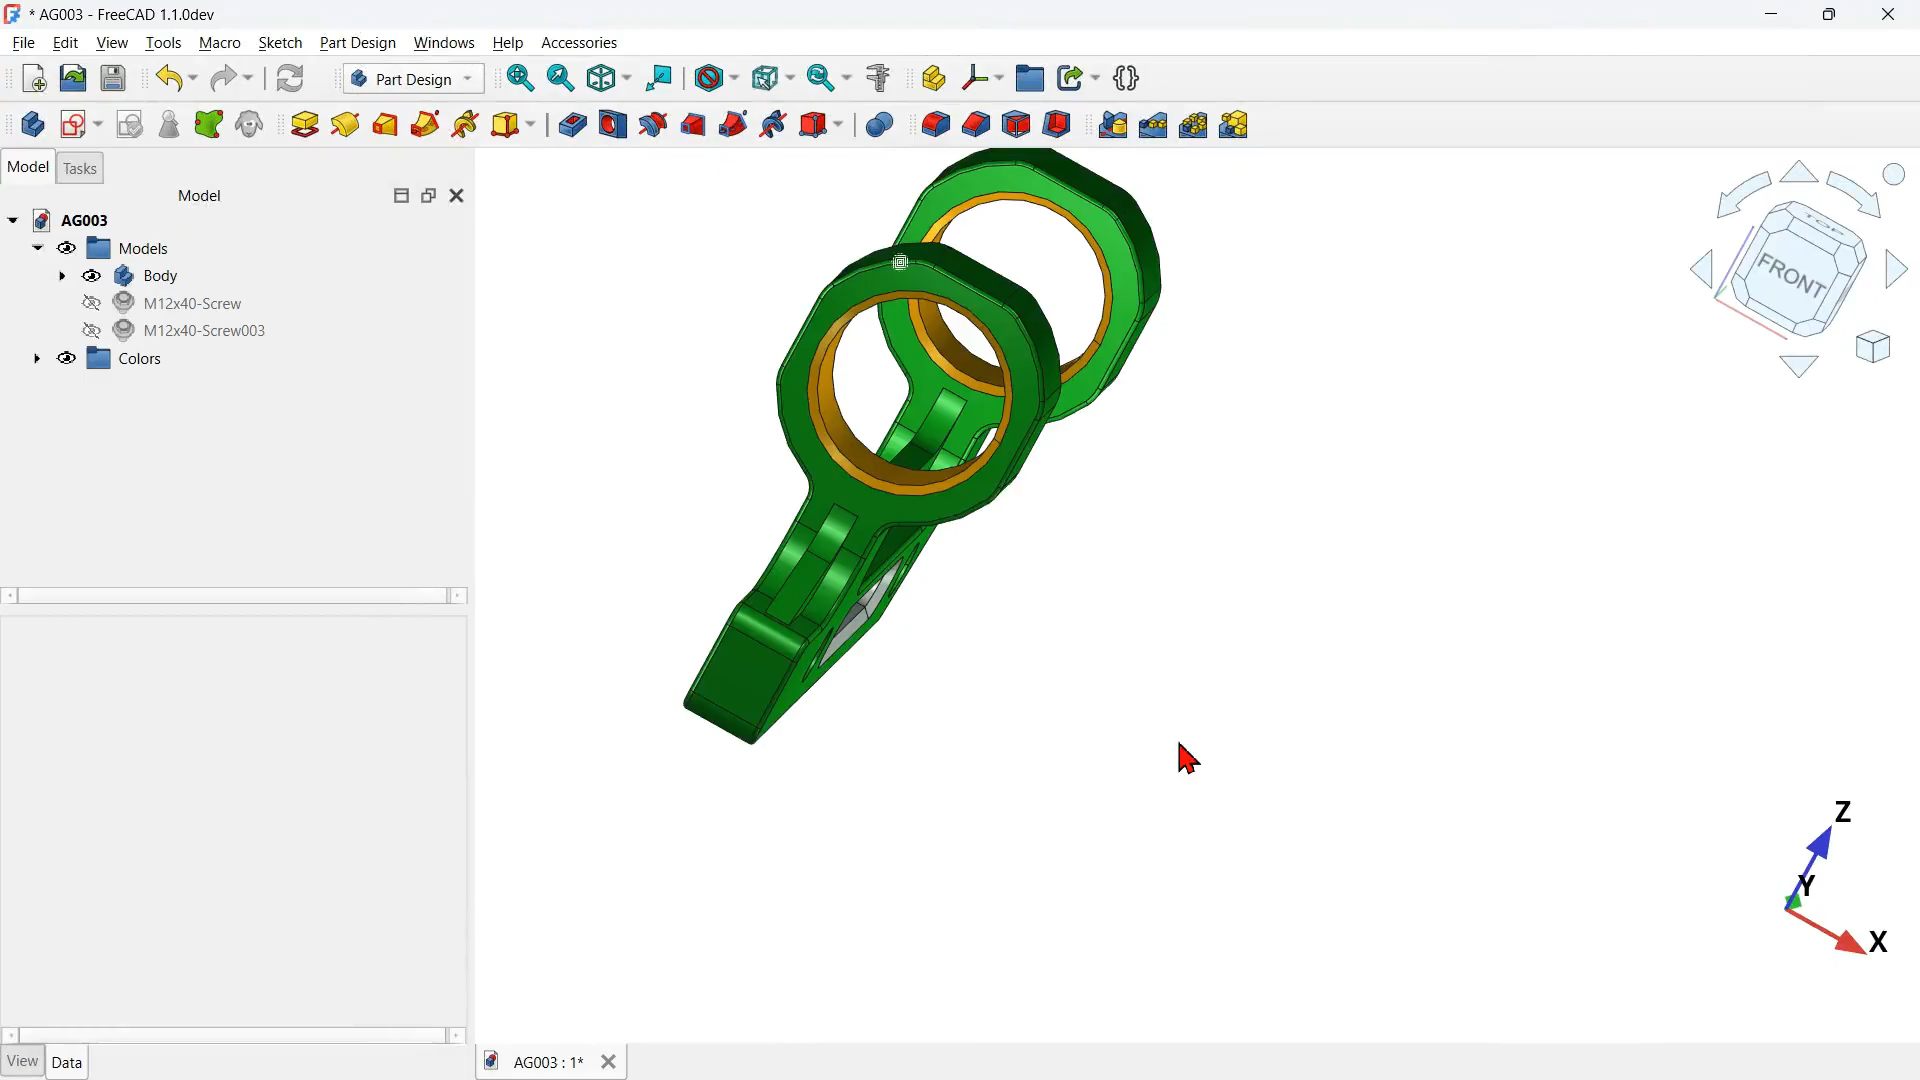 * AG003 - FreeCAD 1.1.0dev
File Edit View Tools Macro Sketch Part Design Windows Help Accessories
Part Design
Model Tasks
Model
AG003
Models
Body
M12x40-Screw
M12x40-Screw003
Colors
TOP
FRONT
Z
Y
X
View Data
AG003 : 1*